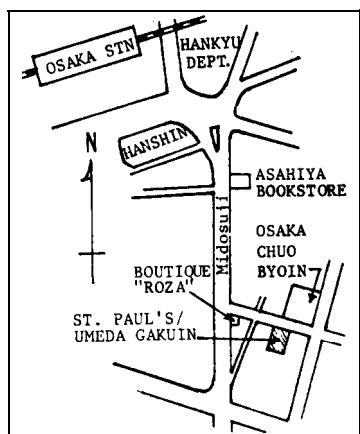 OSAKA STN
HANKYU
DEPT.
N
HANSHIN
ASAHIYA
BOOKSTORE
Midosuji
OSAKA
CHUO
BYOIN
BOUTIQUE
"ROZA"
ST. PAUL'S/
UMEDA GAKUIN